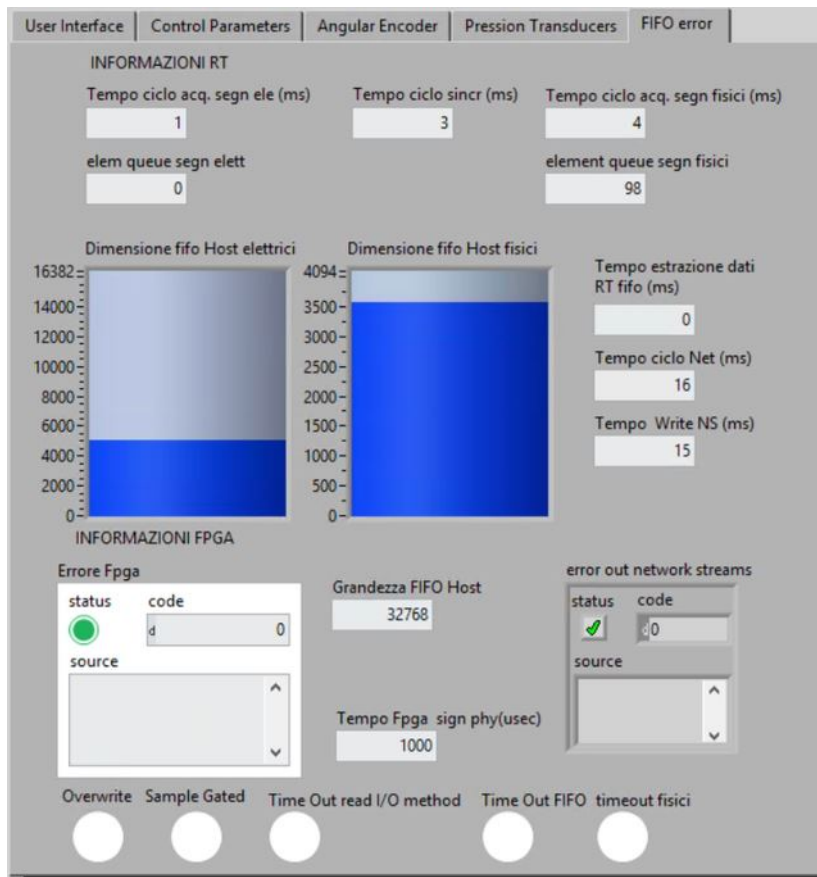 User Interface Control Parameters Angular Encoder Pression Transducers FIFO error
INFORMAZIONI RT
Tempo ciclo acq. segn ele (ms) Tempo ciclo sincr (ms) Tempo ciclo acq. segn fisici (ms)
1 3 4
elem queue segn elett element queue segn fisici
0 98
Dimensione fifo Host elettrici Dimensione fifo Host fisici
16382 4094
14000 3500
12000 3000
10000 2500
8000 2000
6000 1500
4000 1000
2000 500
0 0
Tempo estrazione dati
RT fifo (ms)
0
Tempo ciclo Net (ms)
16
Tempo Write NS (ms)
15
INFORMAZIONI FPGA
Errore Fpga
status code
d 0
source
Grandezza FIFO Host
32768
Tempo Fpga sign phy(usec)
1000
error out network streams
status code
d 0
source
Overwrite Sample Gated Time Out read I/O method Time Out FIFO timeout fisici